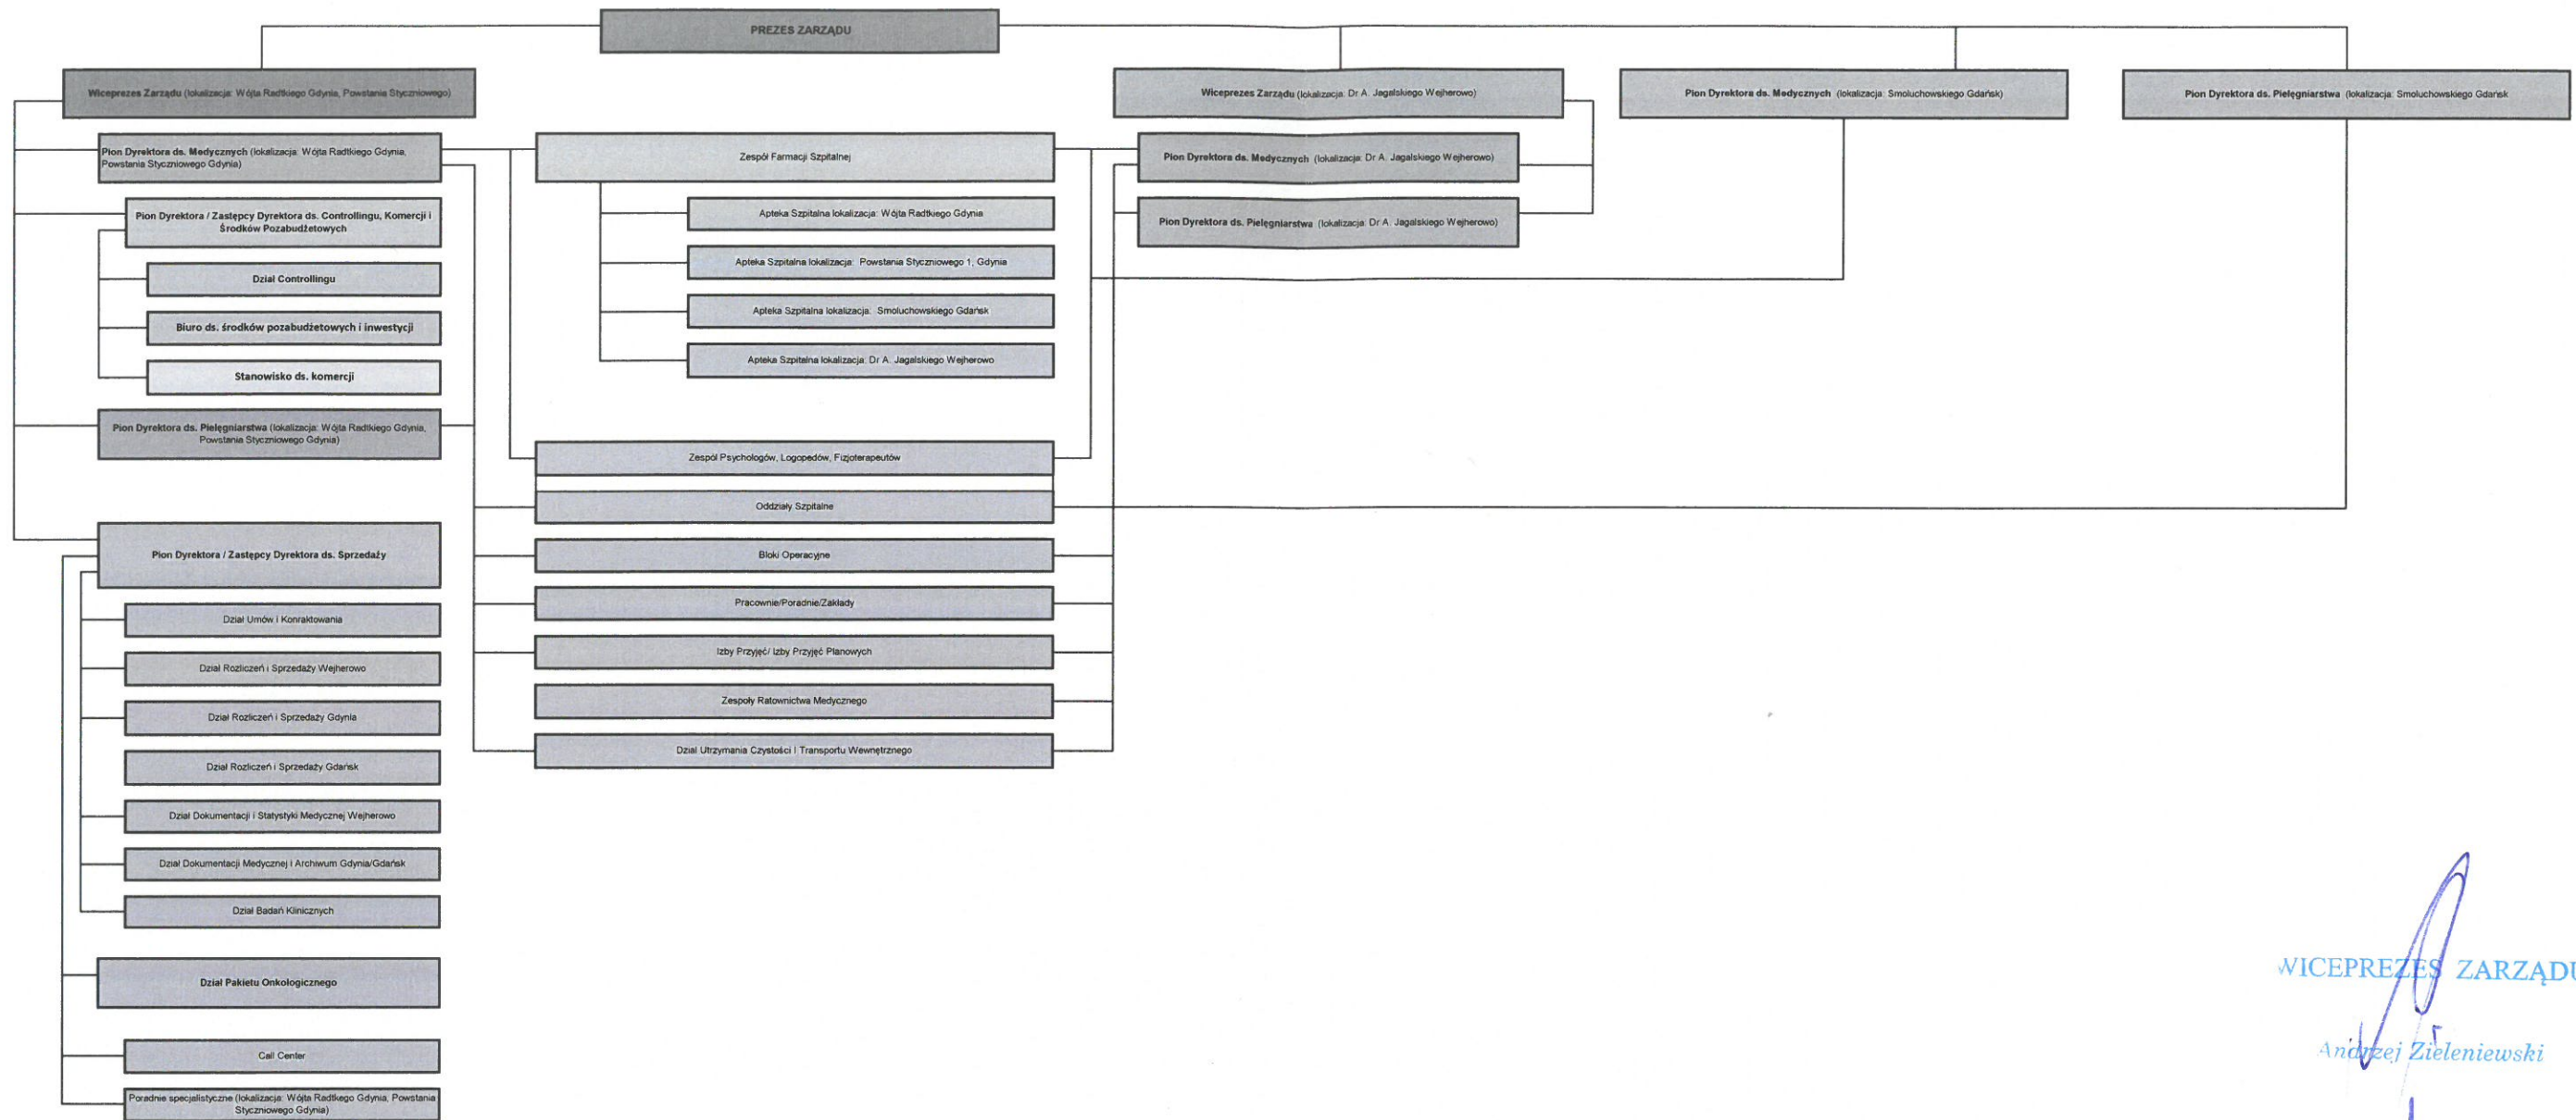 PREZES ZARZĄDU
Wiceprezes Zarządu (lokalizacja: Wójta Radtkiego Gdynia, Powstania Styczniowego)
Wiceprezes Zarządu (lokalizacja: Dr A. Jagalskiego Wejherowo)
Pion Dyrektora ds. Medycznych (lokalizacja: Smoluchowskiego Gdańsk)
Pion Dyrektora ds. Pielęgniarstwa (lokalizacja: Smoluchowskiego Gdańsk
Pion Dyrektora ds. Medycznych (lokalizacja: Wójta Radtkiego Gdynia,
Powstania Styczniowego Gdynia)
Pion Dyrektora / Zastępcy Dyrektora ds. Controllingu, Komercji i
Środków Pozabudżetowych
Dział Controllingu
Biuro ds. środków pozabudżetowych i inwestycji
Stanowisko ds. komercji
Pion Dyrektora ds. Pielęgniarstwa (lokalizacja: Wójta Radtkiego Gdynia,
Powstania Styczniowego Gdynia)
Pion Dyrektora / Zastępcy Dyrektora ds. Sprzedaży
Dział Umów i Konraktowania
Dział Rozliczeń i Sprzedaży Wejherowo
Dział Rozliczeń i Sprzedaży Gdynia
Dział Rozliczeń i Sprzedaży Gdańsk
Dział Dokumentacji i Statystyki Medycznej Wejherowo
Dział Dokumentacji Medycznej i Archiwum Gdynia/Gdańsk
Dział Badań Klinicznych
Dział Pakietu Onkologicznego
Call Center
Poradnie specjalistyczne (lokalizacja: Wójta Radtkego Gdynia, Powstania
Styczniowego Gdynia)
Zespół Farmacji Szpitalnej
Apteka Szpitalna lokalizacja: Wójta Radtkiego Gdynia
Apteka Szpitalna lokalizacja: Powstania Styczniowego 1, Gdynia
Apteka Szpitalna lokalizacja: Smoluchowskiego Gdańsk
Apteka Szpitalna lokalizacja: Dr A. Jagalskiego Wejherowo
Zespół Psychologów, Logopedów, Fizjoterapeutów
Oddziały Szpitalne
Bloki Operacyjne
Pracownie/Poradnie/Zakłady
Izby Przyjęć/ Izby Przyjęć Planowych
Zespoły Ratownictwa Medycznego
Dział Utrzymania Czystości i Transportu Wewnętrznego
Pion Dyrektora ds. Medycznych (lokalizacja: Dr A. Jagalskiego Wejherowo)
Pion Dyrektora ds. Pielęgniarstwa (lokalizacja: Dr A. Jagalskiego Wejherowo)
WICEPREZES ZARZĄDU
Andrzej Zieleniewski